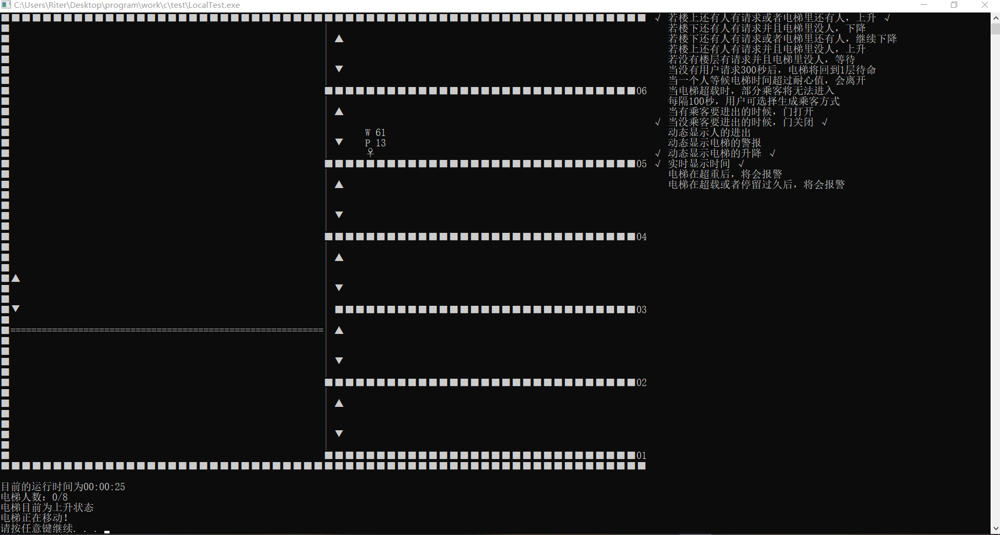 C:\Users\Riter\Desktop\program\work\c\test\LocalTest.exe
√ 若楼上还有人有请求或者电梯里还有人，上升 √
若楼下还有人有请求并且电梯里没人，下降
若楼下还有人有请求或者电梯里还有人，继续下降
若楼上还有人有请求并且电梯里没人，上升
若没有楼层有请求并且电梯里没人，等待
当没有用户请求300秒后，电梯将回到1层待命
当一个人等候电梯时间超过耐心值，会离开
当电梯超载时，部分乘客将无法进入
每隔100秒，用户可选择生成乘客方式
当有乘客要进出的时候，门打开
√ 当没乘客要进出的时候，门关闭 √
动态显示人的进出
动态显示电梯的警报
√ 动态显示电梯的升降 √
√ 实时显示时间 √
电梯在超重后，将会报警
电梯在超载或者停留过久后，将会报警
06
W 61
P 13
05
04
03
02
01
目前的运行时间为00:00:25
电梯人数：0/8
电梯目前为上升状态
电梯正在移动！
请按任意键继续. . .